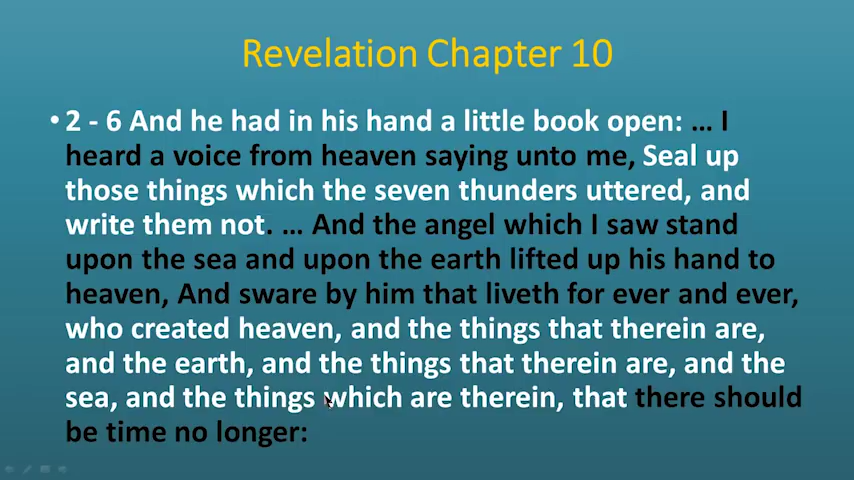 Revelation Chapter 10
• 2 - 6 And he had in his hand a little book open: … I
heard a voice from heaven saying unto me, Seal up
those things which the seven thunders uttered, and
write them not. … And the angel which I saw stand
upon the sea and upon the earth lifted up his hand to
heaven, And sware by him that liveth for ever and ever,
who created heaven, and the things that therein are,
and the earth, and the things that therein are, and the
sea, and the things which are therein, that there should
be time no longer: